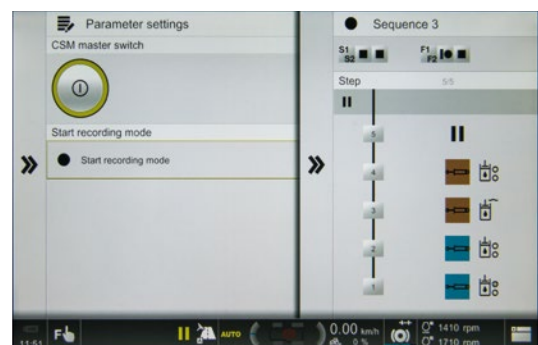 Parameter settings
CSM master switch
Start recording mode
Start recording mode
Sequence 3
S1
S2
F1
F2
Step 5/5
5
4
3
2
1
11:51
F
AUTO
0.00 km/h
0 %
1410 rpm
1710 rpm